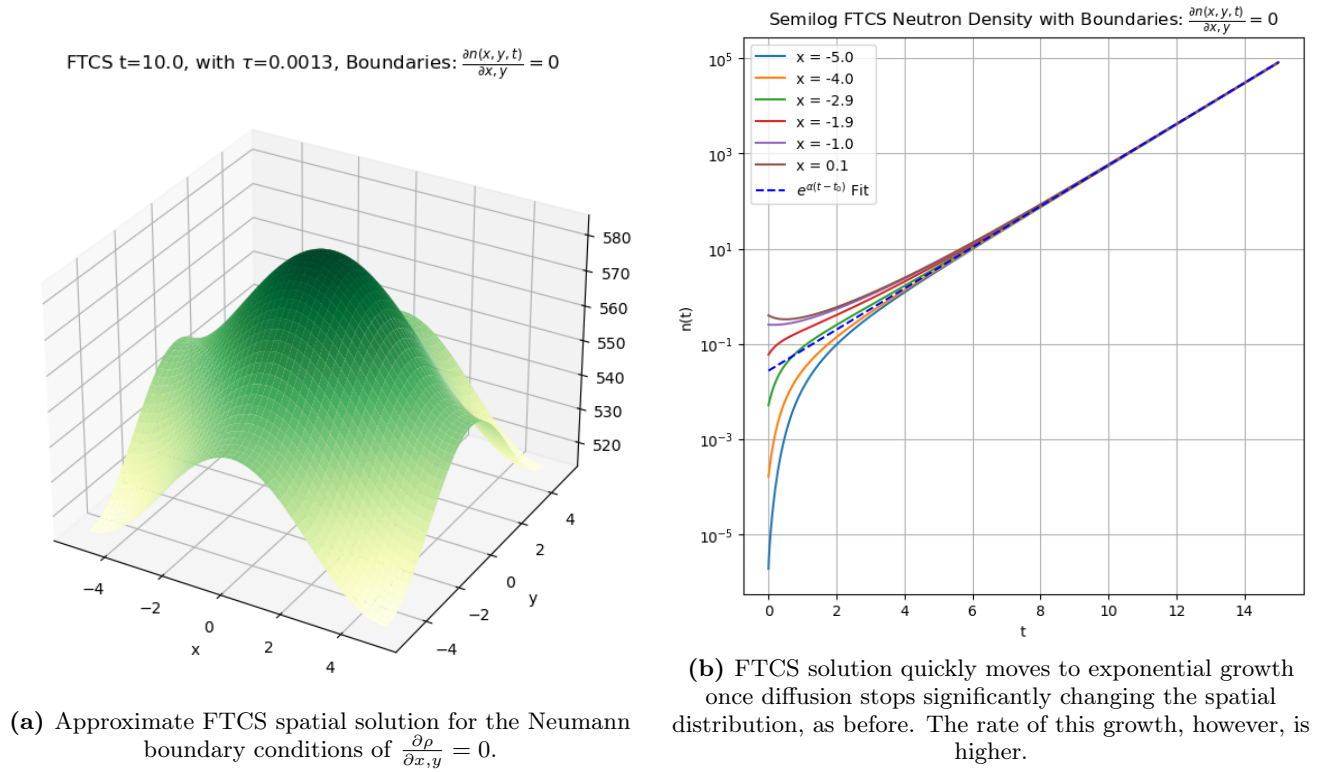 FTCS t=10.0, with τ=0.0013, Boundaries: ∂n(x, y, t)/∂x, y = 0
580
570
560
550
540
530
520
−4
−2
0
2
4
x
−4
−2
0
2
4
y
(a) Approximate FTCS spatial solution for the Neumann
boundary conditions of ∂ρ/∂x,y = 0.
Semilog FTCS Neutron Density with Boundaries: ∂n(x, y, t)/∂x, y = 0
x = -5.0
x = -4.0
x = -2.9
x = -1.9
x = -1.0
x = 0.1
e^α(t − t₀) Fit
10^5
10^3
10^1
10^−1
10^−3
10^−5
n(t)
0 2 4 6 8 10 12 14
t
(b) FTCS solution quickly moves to exponential growth
once diffusion stops significantly changing the spatial
distribution, as before. The rate of this growth, however, is
higher.